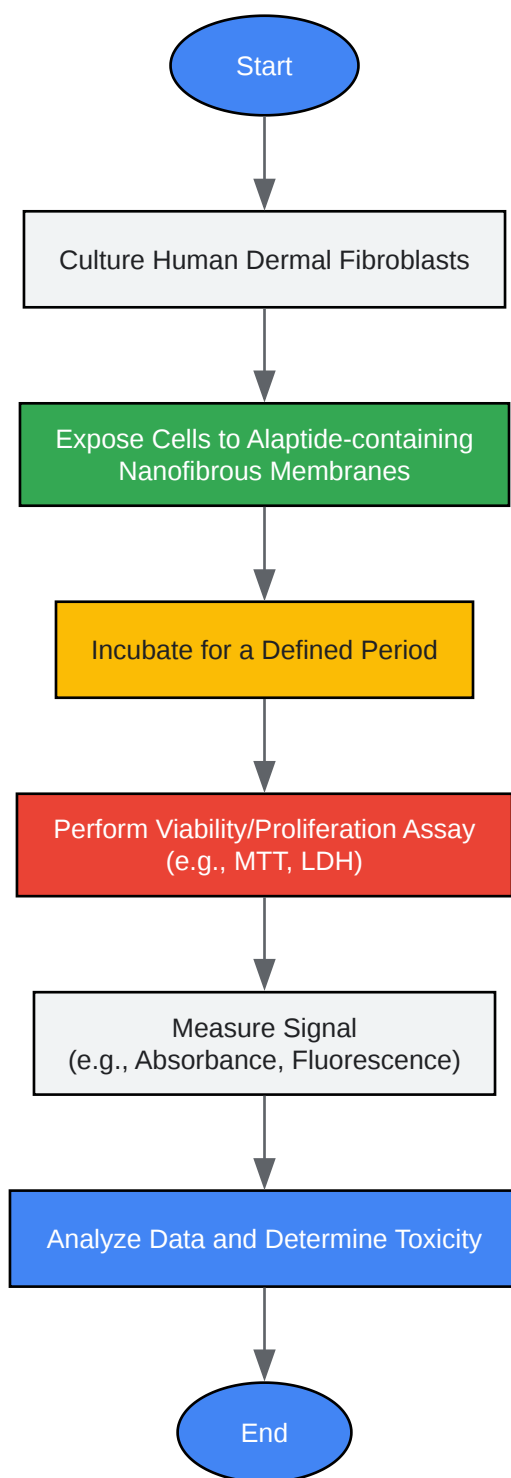 Start
Culture Human Dermal Fibroblasts
Expose Cells to Alaptide-containing
Nanofibrous Membranes
Incubate for a Defined Period
Perform Viability/Proliferation Assay
(e.g., MTT, LDH)
Measure Signal
(e.g., Absorbance, Fluorescence)
Analyze Data and Determine Toxicity
End